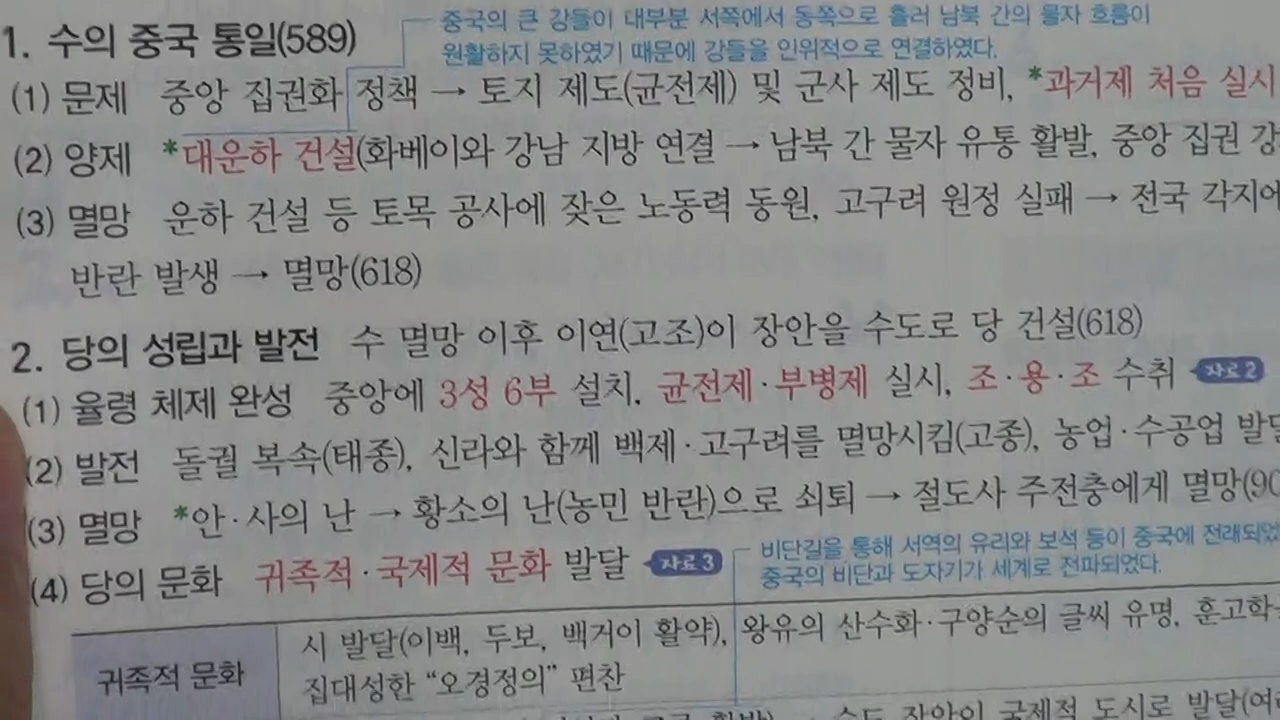 중국의 큰 강들이 대부분 서쪽에서 동쪽으로 흘러 남북 간의 물자 흐름이
원활하지 못하였기 때문에 강들을 인위적으로 연결하였다.
1. 수의 중국 통일(589)
(1) 문제 중앙 집권화 정책 → 토지 제도(균전제) 및 군사 제도 정비, *과거제 처음 실시
(2) 양제 *대운하 건설(화베이와 강남 지방 연결 → 남북 간 물자 유통 활발, 중앙 집권 강
(3) 멸망 운하 건설 등 토목 공사에 잦은 노동력 동원, 고구려 원정 실패 → 전국 각지에
반란 발생 → 멸망(618)
2. 당의 성립과 발전 수 멸망 이후 이연(고조)이 장안을 수도로 당 건설(618)
(1) 율령 체제 완성 중앙에 3성 6부 설치, 균전제·부병제 실시, 조·용·조 수취 자료 2
(2) 발전 돌궐 복속(태종), 신라와 함께 백제·고구려를 멸망시킴(고종), 농업·수공업 발달
(3) 멸망 *안·사의 난 → 황소의 난(농민 반란)으로 쇠퇴 → 절도사 주전충에게 멸망(90
(4) 당의 문화 귀족적·국제적 문화 발달 자료 3
비단길을 통해 서역의 유리와 보석 등이 중국에 전래되었
중국의 비단과 도자기가 세계로 전파되었다.
귀족적 문화
시 발달(이백, 두보, 백거이 활약), 왕유의 산수화·구양순의 글씨 유명, 훈고학
집대성한 “오경정의” 편찬
수도 장안이 국제적 도시로 발달(여